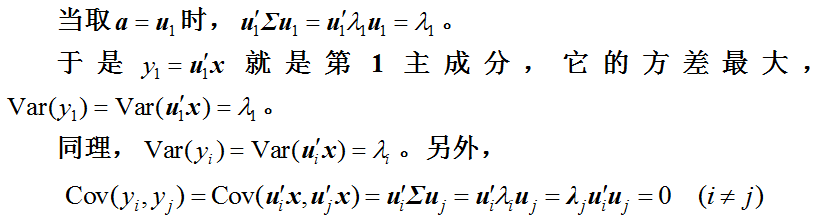 当取 a = u₁ 时，u₁′Σu₁ = u₁′λ₁u₁ = λ₁ 。
于是 y₁ = u₁′x 就是第 1 主成分，它的方差最大，
Var(y₁) = Var(u₁′x) = λ₁ 。
同理，Var(yᵢ) = Var(uᵢ′x) = λᵢ 。另外，
Cov(yᵢ, yⱼ) = Cov(uᵢ′x, uⱼ′x) = uᵢ′Σuⱼ = uᵢ′λᵢuⱼ = λⱼuᵢ′uⱼ = 0 (i ≠ j)